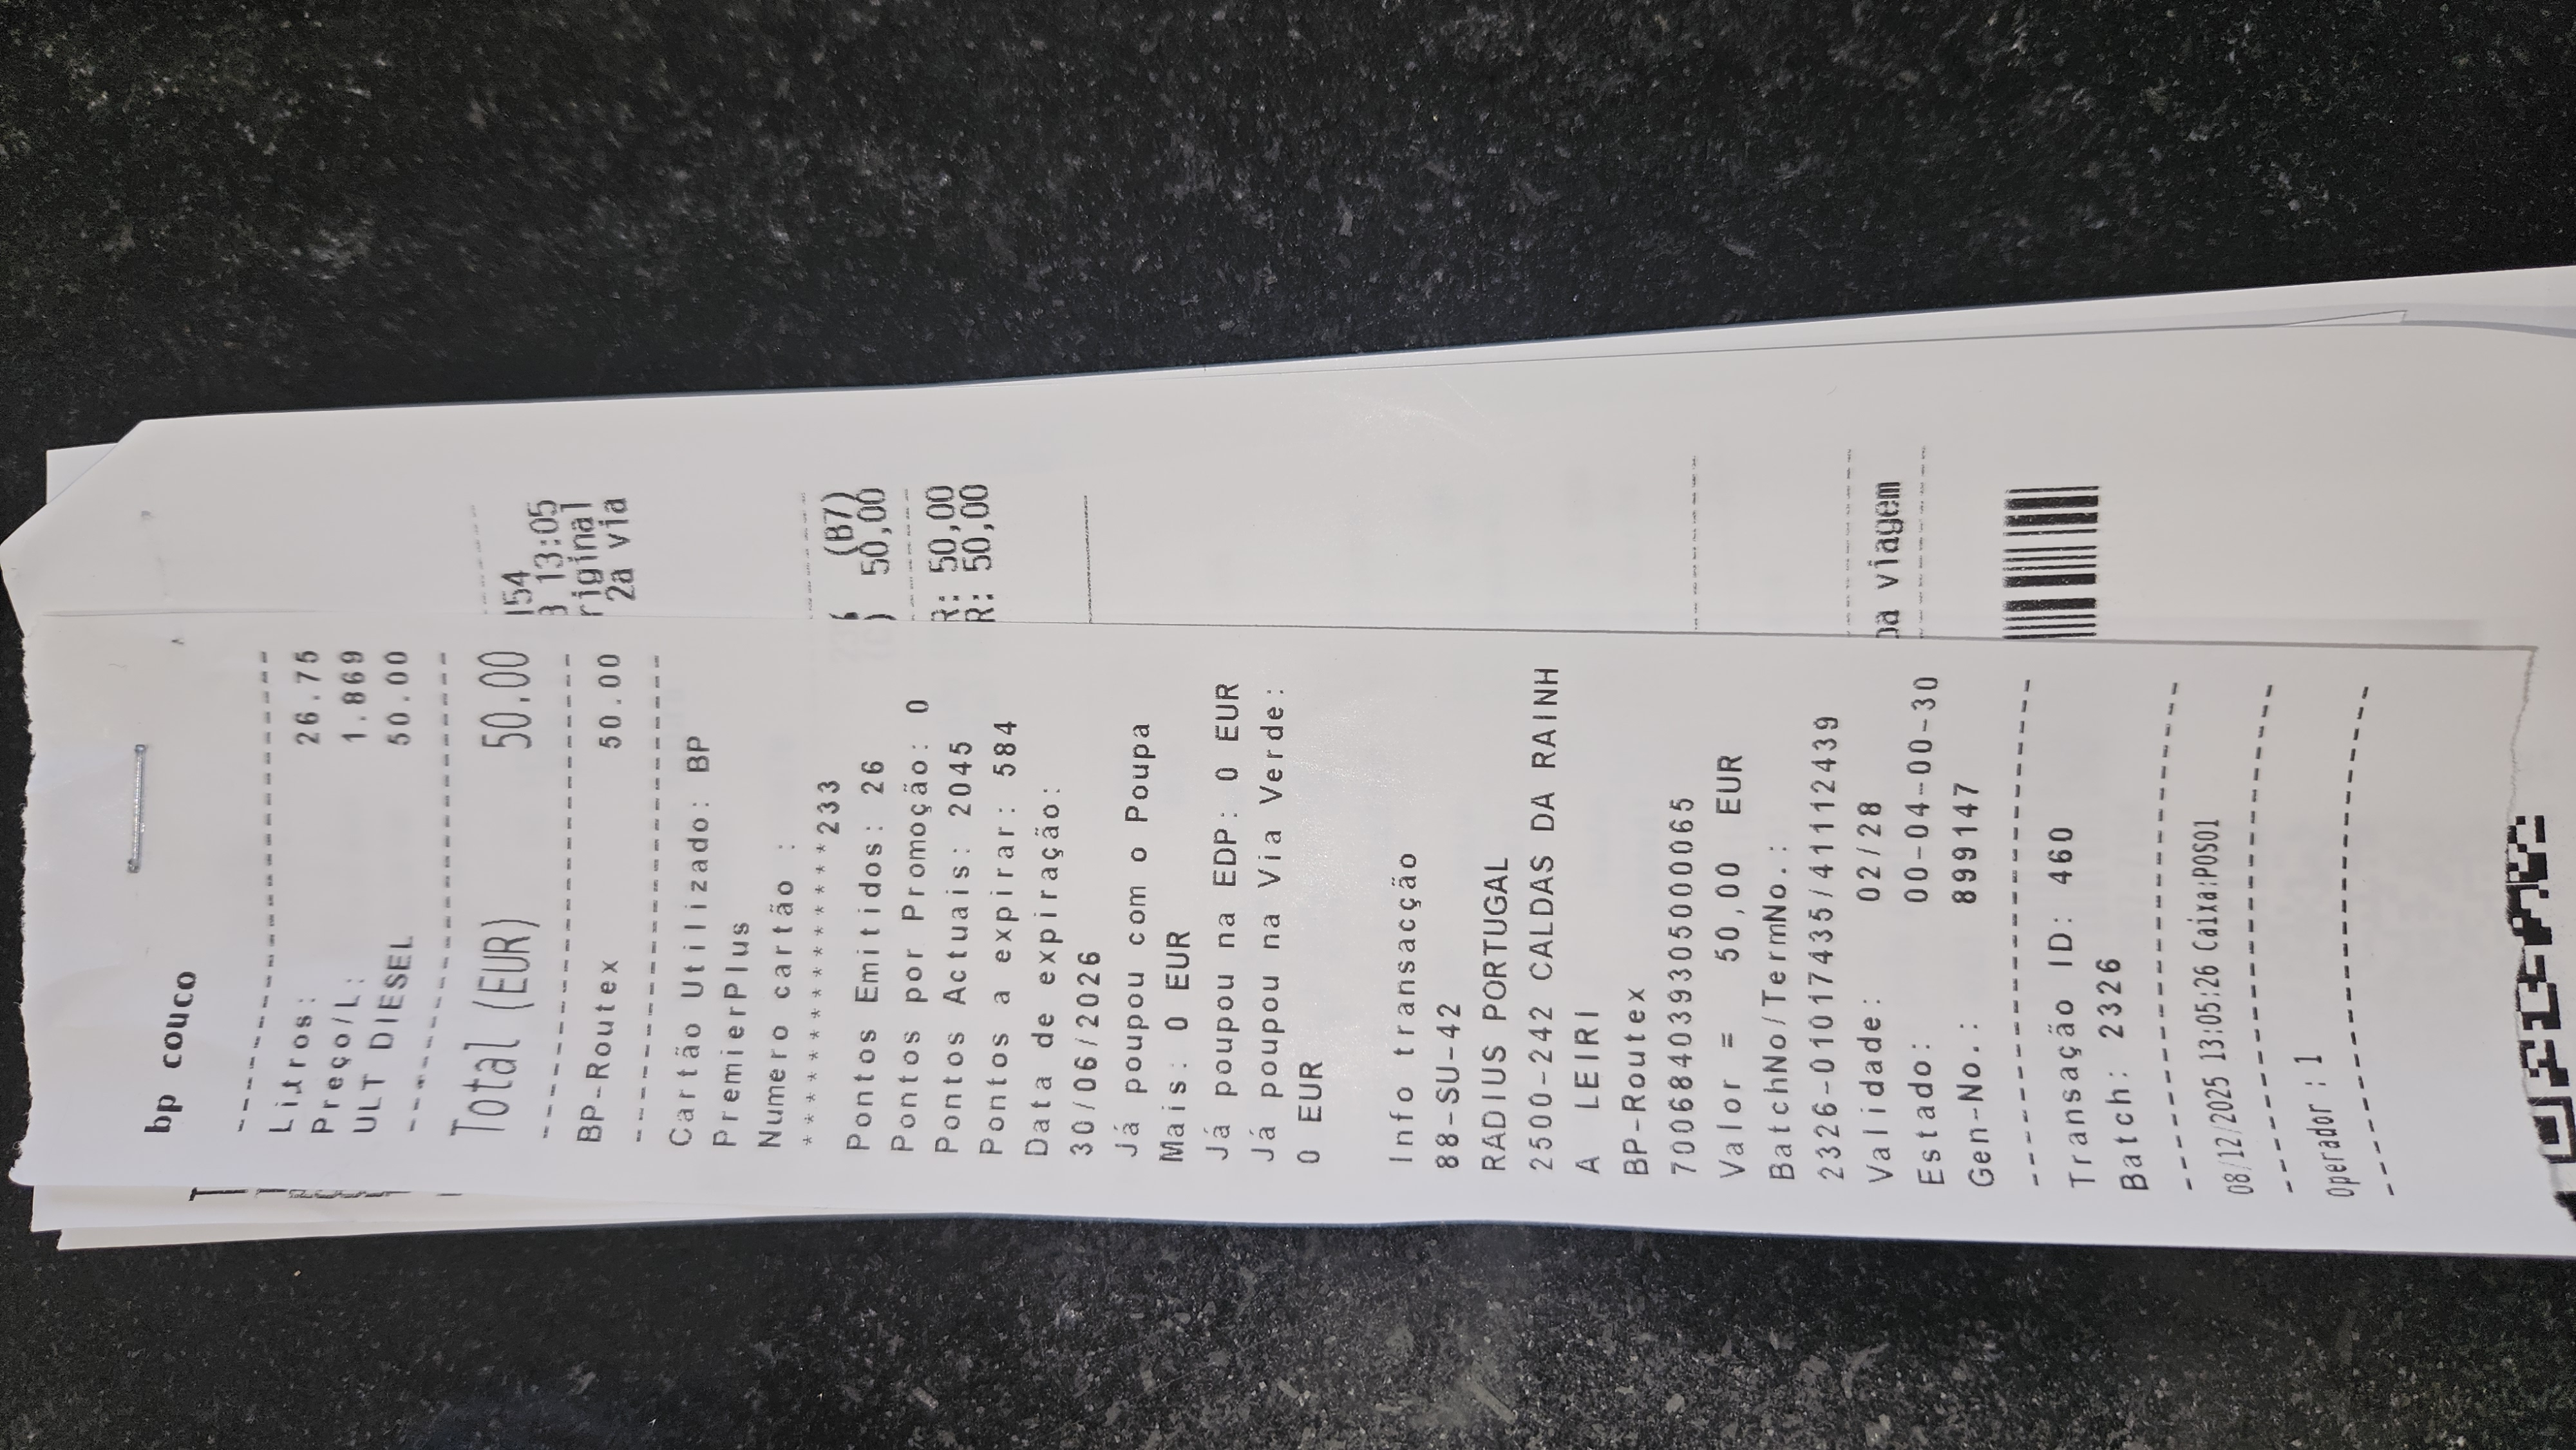 bp couco
Litros: 26.75
Preço/L: 1.869
ULT DIESEL 50.00
Total (EUR) 50.00
BP-Routex 50.00
Cartão Utilizado: BP
PremierPlus
Numero cartão :
****************233
Pontos Emitidos: 26
Pontos por Promoção: 0
Pontos Actuais: 2045
Pontos a expirar: 584
Data de expiração:
30/06/2026
Já poupou com o Poupa
Mais: 0 EUR
Já poupou na EDP: 0 EUR
Já poupou na Via Verde:
0 EUR
Info transacção
88-SU-42
RADIUS PORTUGAL
2500-242 CALDAS DA RAINH
A LEIRI
BP-Routex
700684039305000065
Valor = 50,00 EUR
BatchNo/TermNo.:
2326-01017435/41112439
Validade: 02/28
Estado: 00-04-00-30
Gen-No.: 899147
Transação ID: 460
Batch: 2326
08/12/2025 13:05:26 Caixa:POS01
Operador : 1
154
13:05
riginal
2a via
(B7)
50,00
R: 50,00
R: 50,00
viagem